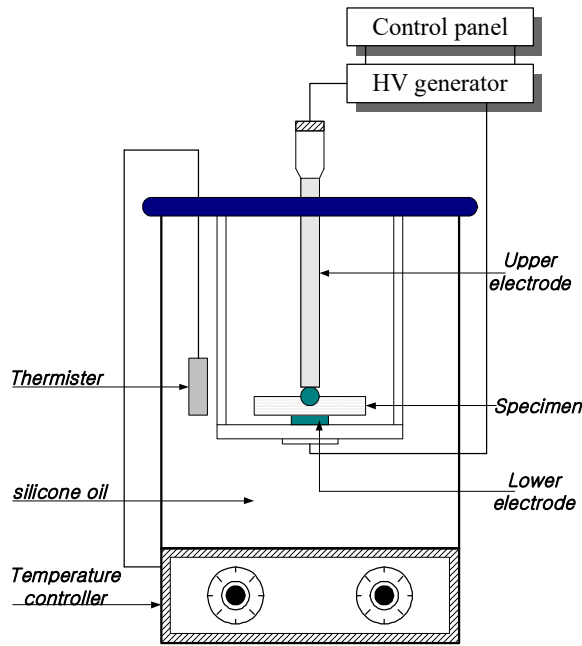 Control panel
HV generator
Upper
electrode
Thermister
Specimen
silicone oil
Lower
electrode
Temperature
controller